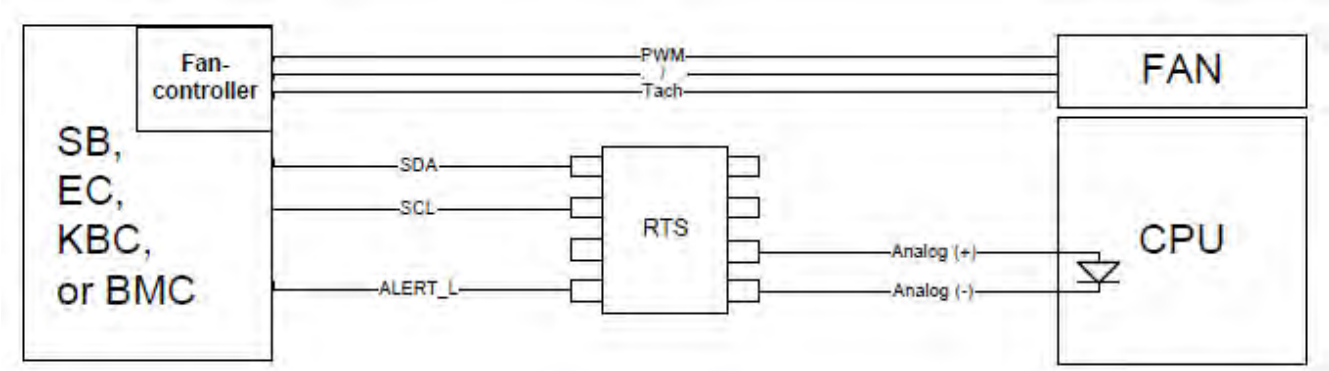 Fan-
controller
SB,
EC,
KBC,
or BMC
PWM
/
Tach
FAN
SDA
SCL
ALERT_L
RTS
Analog (+)
Analog (-)
CPU